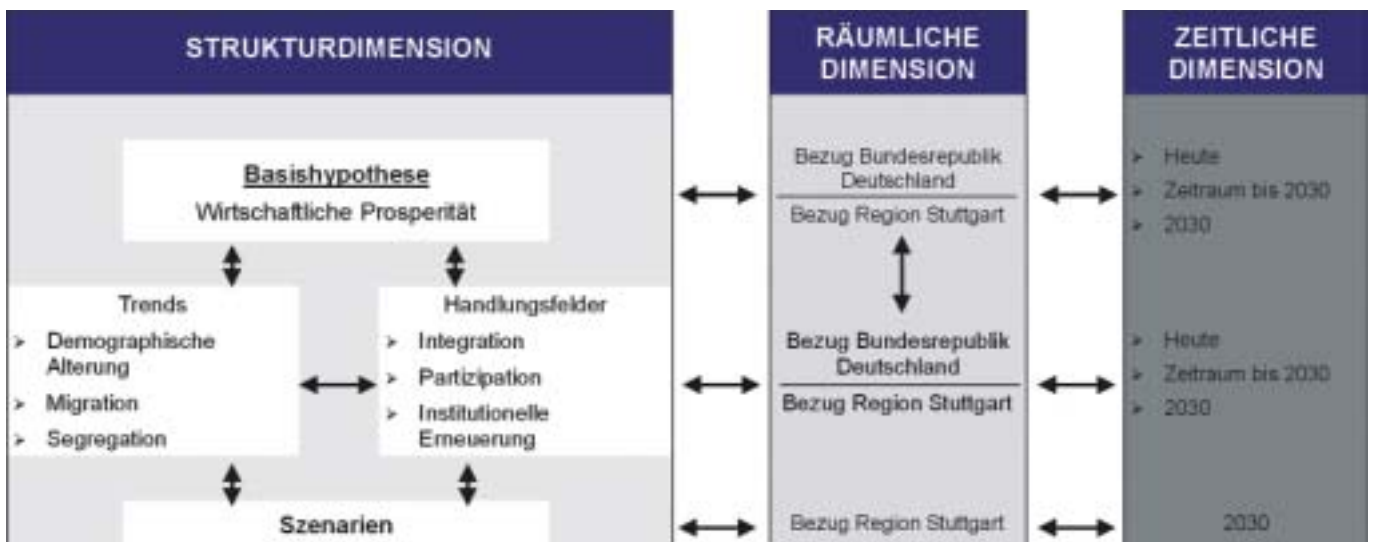 STRUKTURDIMENSION
Basishypothese
Wirtschaftliche Prosperität
Trends
➢ Demographische
Alterung
➢ Migration
➢ Segregation
Handlungsfelder
➢ Integration
➢ Partizipation
➢ Institutionelle
Erneuerung
Szenarien
RÄUMLICHE
DIMENSION
Bezug Bundesrepublik
Deutschland
Bezug Region Stuttgart
Bezug Bundesrepublik
Deutschland
Bezug Region Stuttgart
Bezug Region Stuttgart
ZEITLICHE
DIMENSION
➢ Heute
➢ Zeitraum bis 2030
➢ 2030
➢ Heute
➢ Zeitraum bis 2030
➢ 2030
2030